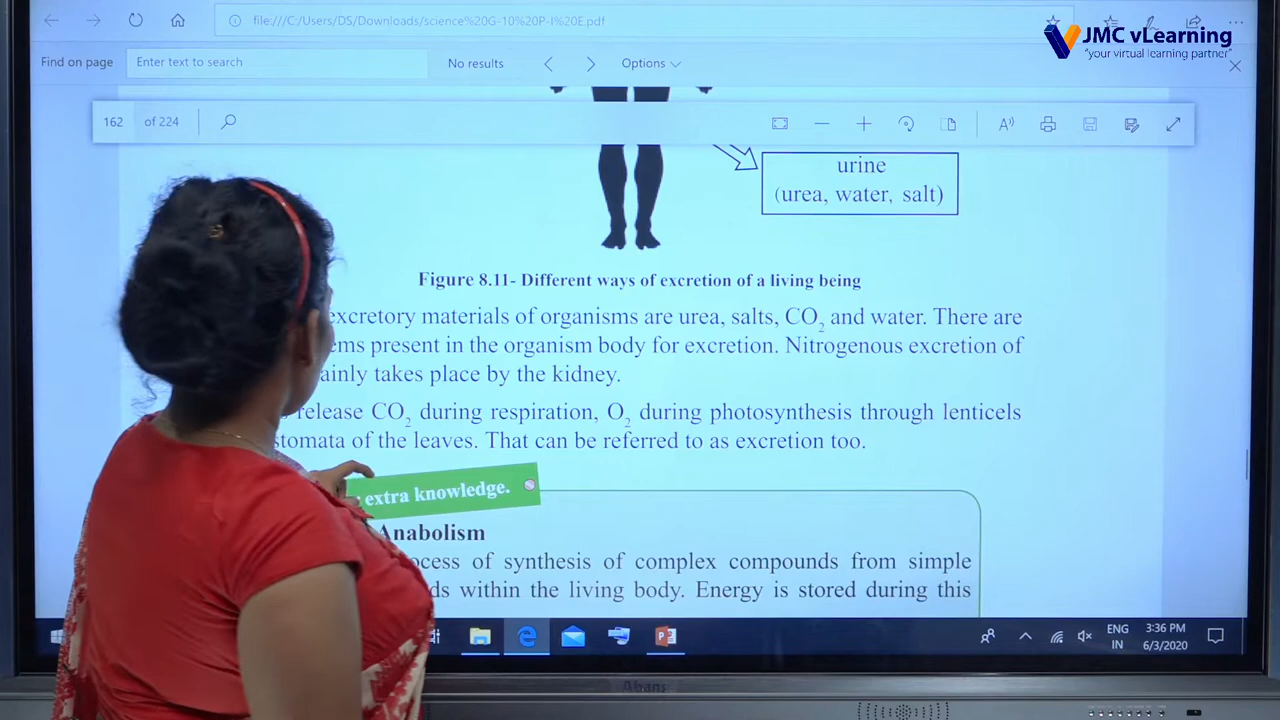 file:///C:/Users/DS/Downloads/science%20G-10%20P-I%20E.pdf
JMC vLearning
"your virtual learning partner"
Find on page
Enter text to search
No results
Options
162 of 224
urine
(urea, water, salt)
Figure 8.11- Different ways of excretion of a living being
excretory materials of organisms are urea, salts, CO2 and water. There are
ems present in the organism body for excretion. Nitrogenous excretion of
ainly takes place by the kidney.
release CO2 during respiration, O2 during photosynthesis through lenticels
stomata of the leaves. That can be referred to as excretion too.
extra knowledge.
Anabolism
ocess of synthesis of complex compounds from simple
ds within the living body. Energy is stored during this
ENG
IN
3:36 PM
6/3/2020
Abans